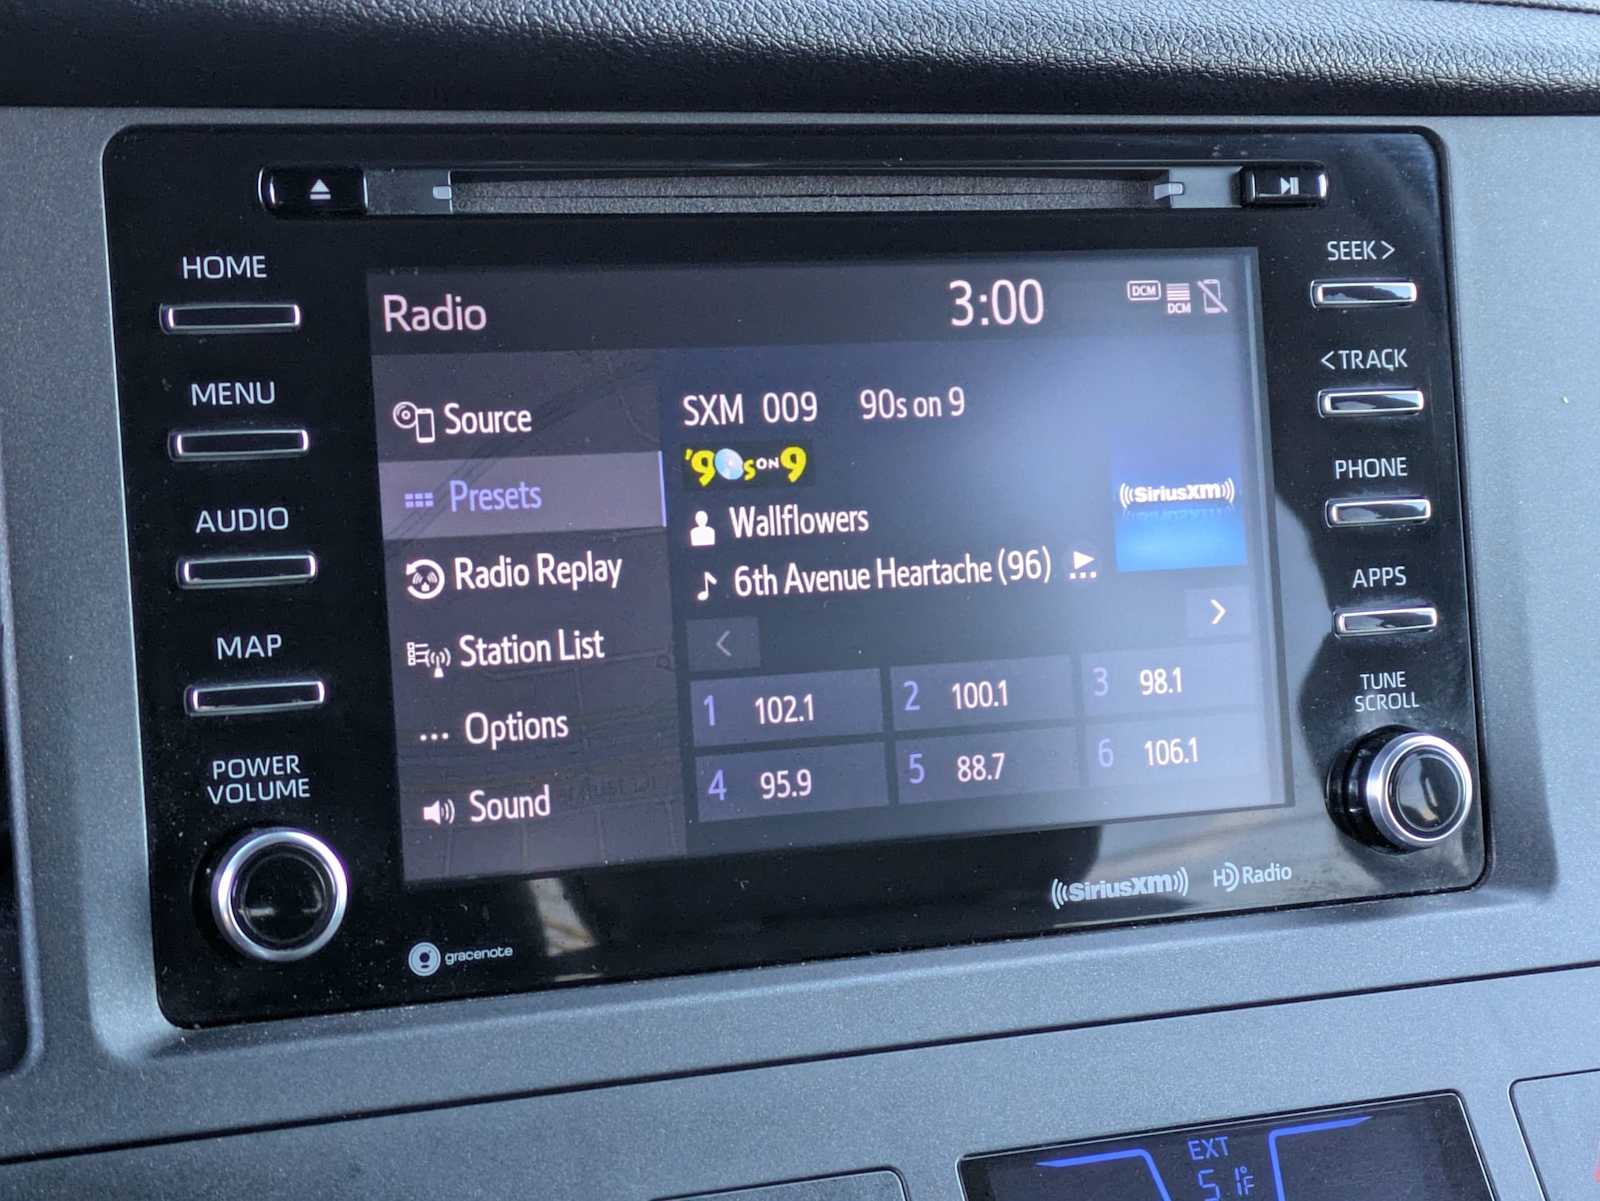 HOME
MENU
AUDIO
MAP
POWER
VOLUME
Radio 3:00 DCM DCM
Source
Presets
Radio Replay
Station List
Options
Sound
SXM 009 90s on 9
'90s ON 9
Wallflowers
6th Avenue Heartache (96)
SiriusXM
1 102.1 2 100.1 3 98.1
4 95.9 5 88.7 6 106.1
SEEK >
< TRACK
PHONE
APPS
TUNE
SCROLL
gracenote
SiriusXM HD Radio
EXT
51°F